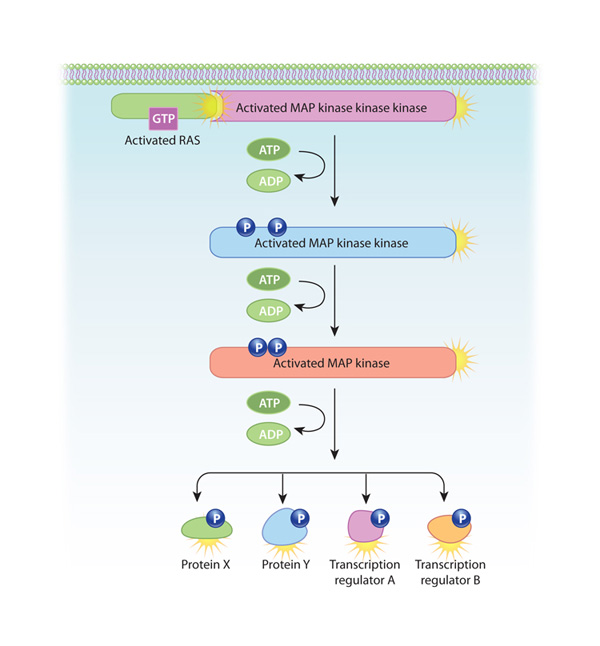 Activated MAP kinase kinase kinase
GTP
Activated RAS
ATP
ADP
P P
Activated MAP kinase kinase
ATP
ADP
P P
Activated MAP kinase
ATP
ADP
P P P P
Protein X Protein Y Transcription Transcription
regulator A regulator B